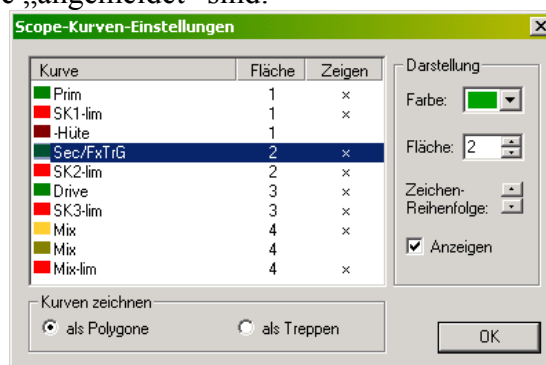 e „angemeldet“ sind.
Scope-Kurven-Einstellungen
Kurve Fläche Zeigen
Prim 1 ×
SK1-lim 1 ×
-Hüte 1
Sec/FxTrG 2 ×
SK2-lim 2 ×
Drive 3 ×
SK3-lim 3 ×
Mix 4 ×
Mix 4
Mix-lim 4 ×
Darstellung
Farbe:
Fläche: 2
Zeichen-
Reihenfolge:
Anzeigen
Kurven zeichnen
als Polygone als Treppen
OK